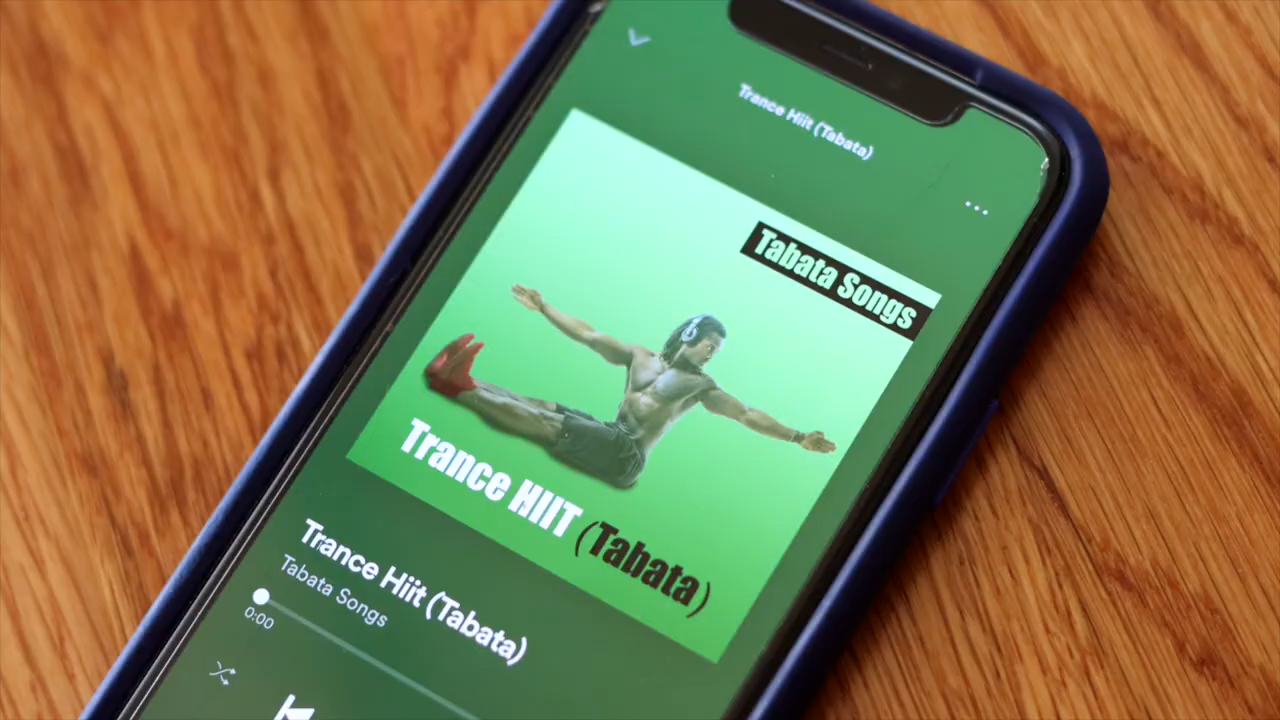 Trance Hiit (Tabata)
Tabata Songs
Trance HIIT (Tabata)
Trance Hiit (Tabata)
Tabata Songs
0:00